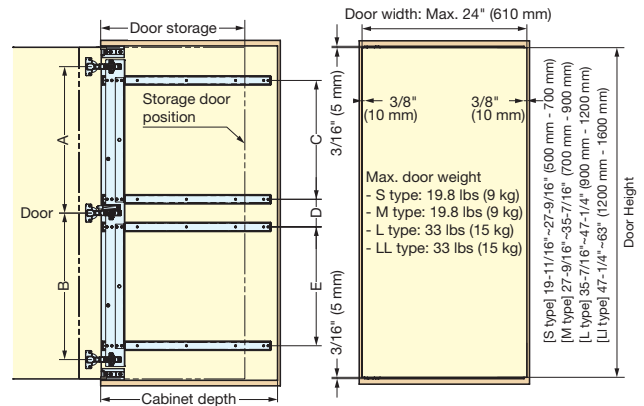 Door storage
Storage door
position
Door
A
B
C
D
E
Cabinet depth
Door width: Max. 24" (610 mm)
3/16" (5 mm)
3/8"
(10 mm)
3/8"
(10 mm)
Max. door weight
- S type: 19.8 lbs (9 kg)
- M type: 19.8 lbs (9 kg)
- L type: 33 lbs (15 kg)
- LL type: 33 lbs (15 kg)
3/16" (5 mm)
[S type] 19-11/16"~27-9/16" (500 mm - 700 mm)
[M type] 27-9/16"~35-7/16" (700 mm - 900 mm)
[L type] 35-7/16"~47-1/4" (900 mm - 1200 mm)
[Ll type] 47-1/4"~63" (1200 mm - 1600 mm)
Door Height